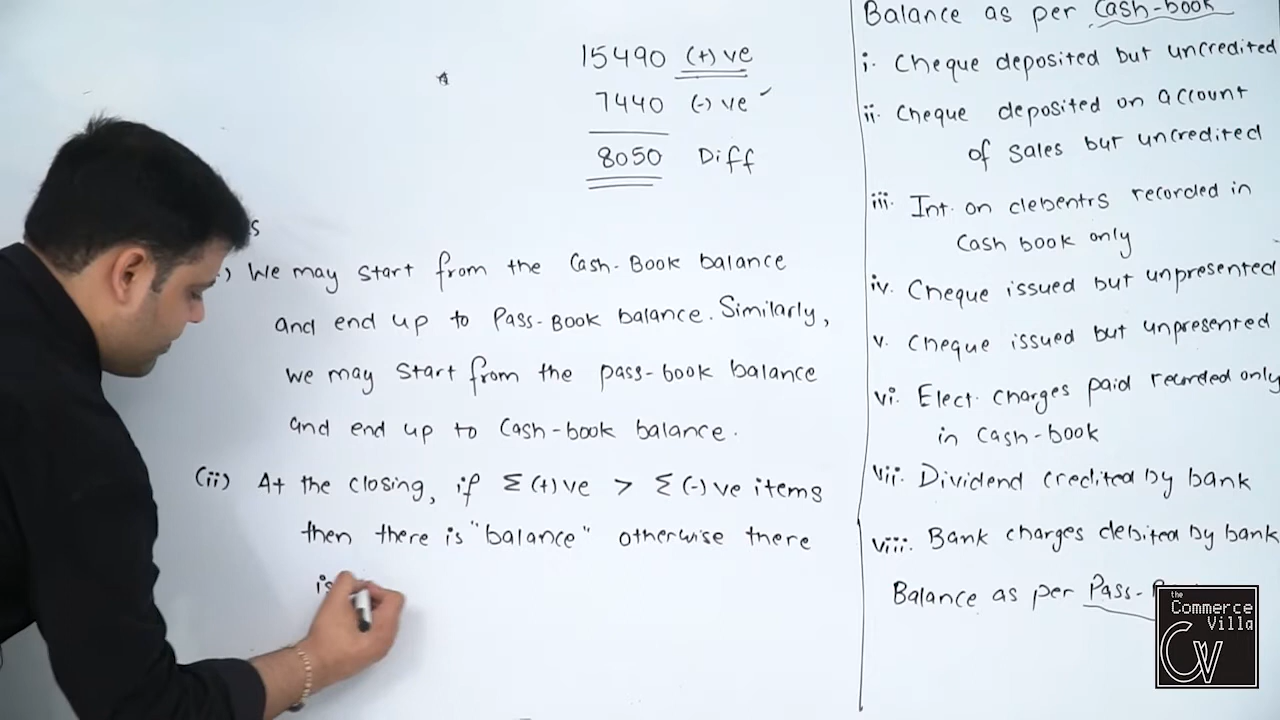 15490 (+)ve
7440 (-)ve
8050 Diff
We may start from the Cash-Book balance
and end up to Pass-Book balance. Similarly,
we may start from the pass-book balance
and end up to Cash-book balance.
(ii) At the closing, if Σ(+)ve > Σ(-)ve items
then there is "balance" otherwise there
is
Balance as per Cash-book
i. Cheque deposited but uncredited
ii. Cheque deposited on account
of sales but uncredited
iii. Int. on debentrs recorded in
Cash book only
iv. Cheque issued but unpresented
v. Cheque issued but unpresented
vi. Elect. charges paid recorded only
in Cash-book
vii. Dividend credited by bank
viii. Bank charges debited by bank
Balance as per Pass-
the
Commerce
Villa
CV